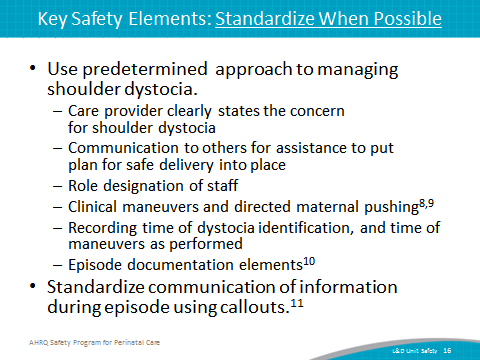 Key Safety Elements: Standardize When Possible
• Use predetermined approach to managing
shoulder dystocia.
– Care provider clearly states the concern
for shoulder dystocia
– Communication to others for assistance to put
plan for safe delivery into place
– Role designation of staff
– Clinical maneuvers and directed maternal pushing8,9
– Recording time of dystocia identification, and time of
maneuvers as performed
– Episode documentation elements10
• Standardize communication of information
during episode using callouts.11
AHRQ Safety Program for Perinatal Care
L&D Unit Safety 16